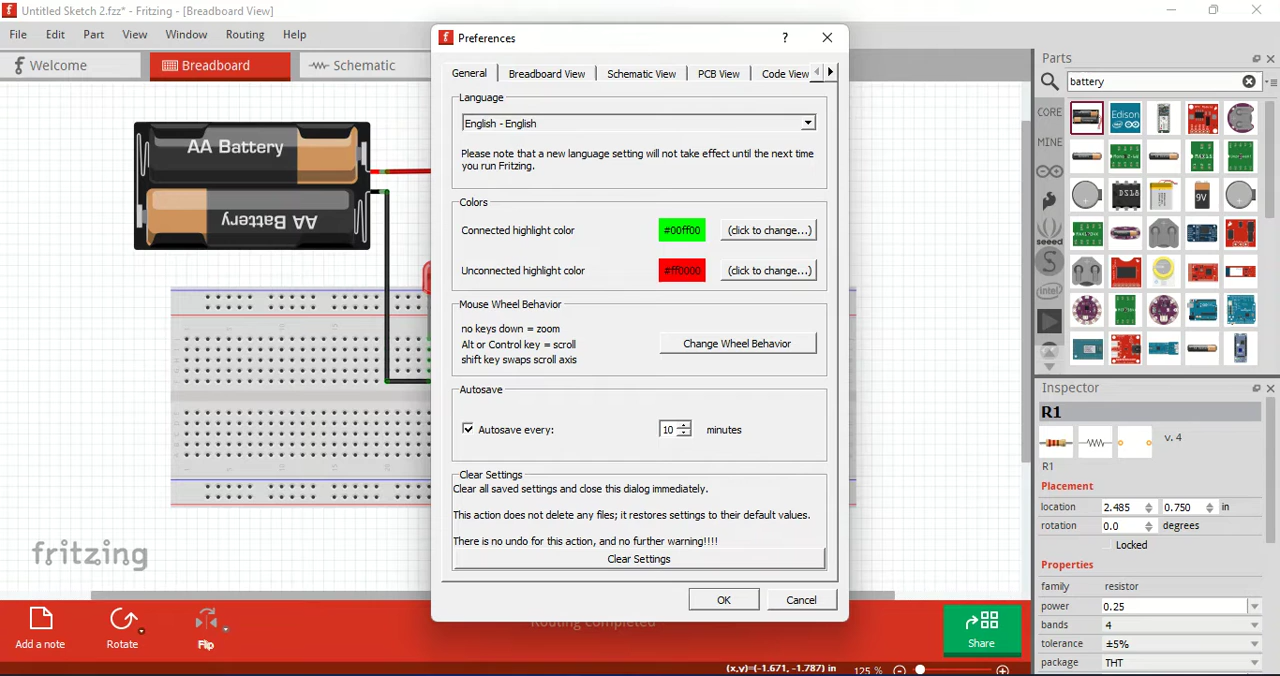 Untitled Sketch 2.fzz* - Fritzing - [Breadboard View]
File Edit Part View Window Routing Help
Welcome
Breadboard
Schematic
AA Battery
AA Battery
fritzing
Preferences
?
General
Breadboard View
Schematic View
PCB View
Code View
Language
English - English
Please note that a new language setting will not take effect until the next time
you run Fritzing.
Colors
Connected highlight color
#00ff00
(click to change...)
Unconnected highlight color
#ff0000
(click to change...)
Mouse Wheel Behavior
no keys down = zoom
Alt or Control key = scroll
shift key swaps scroll axis
Change Wheel Behavior
Autosave
Autosave every:
10
minutes
Clear Settings
Clear all saved settings and close this dialog immediately.
This action does not delete any files; it restores settings to their default values.
There is no undo for this action, and no further warning!!!!
Clear Settings
OK
Cancel
Parts
battery
CORE
MINE
seeed
intel
Edison
9V
Inspector
R1
v. 4
R1
Placement
location 2.485 0.750 in
rotation 0.0 degrees
Locked
Properties
family resistor
power 0.25
bands 4
tolerance ±5%
package THT
Add a note
Rotate
Flip
Routing completed
Share
(x,y)=(-1.671, -1.787) in
125 %